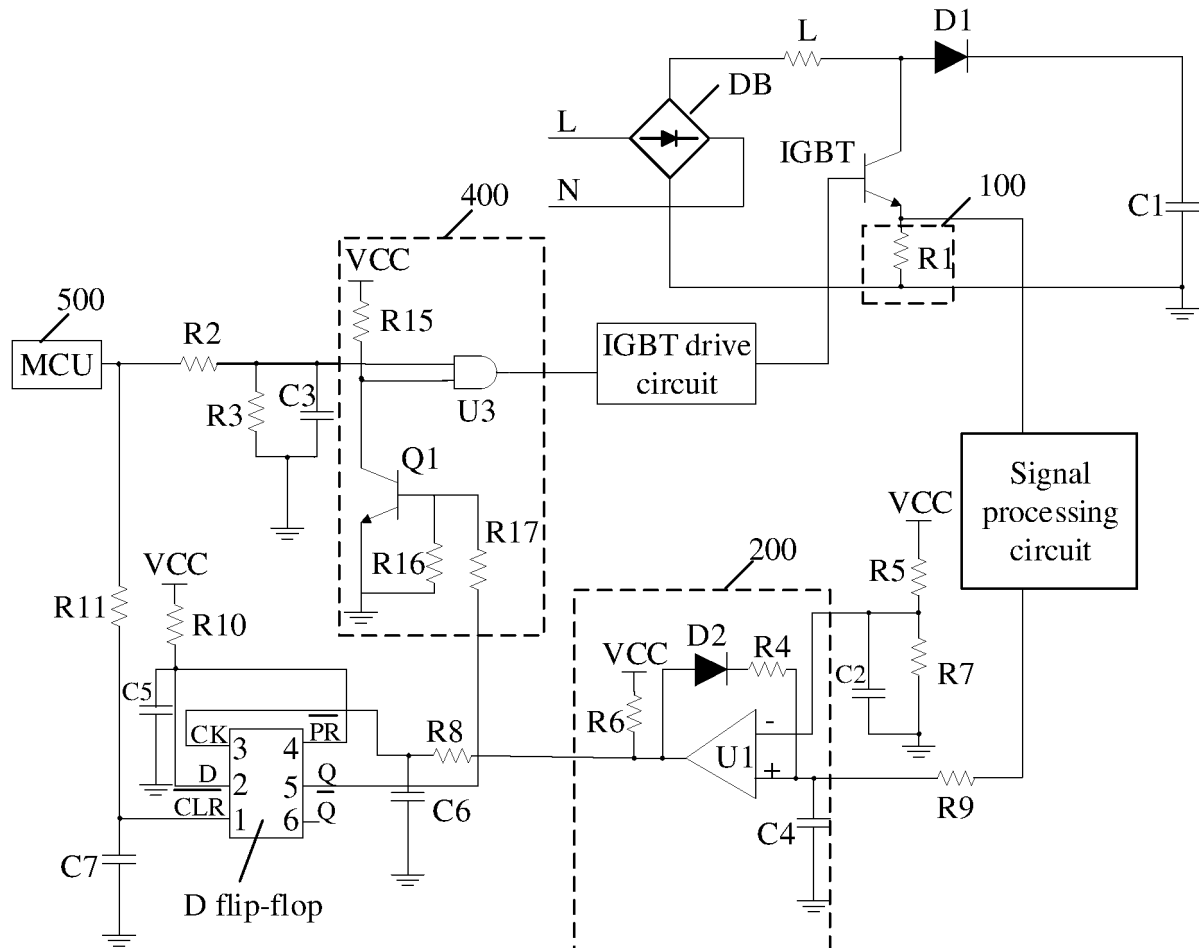 L
D1
DB
L
IGBT
N
100
C1
400
VCC
R1
500
R15
R2
MCU
IGBT drive
circuit
R3
C3
U3
Q1
Signal
processing
circuit
VCC
R17
R16
200
R5
VCC
R11
R10
D2
R4
VCC
R7
C5
C2
R6
CK
PR
R8
-
U1
3
4
D
Q
+
2
5
Q
CLR
R9
1
6
C6
C4
C7
D flip-flop